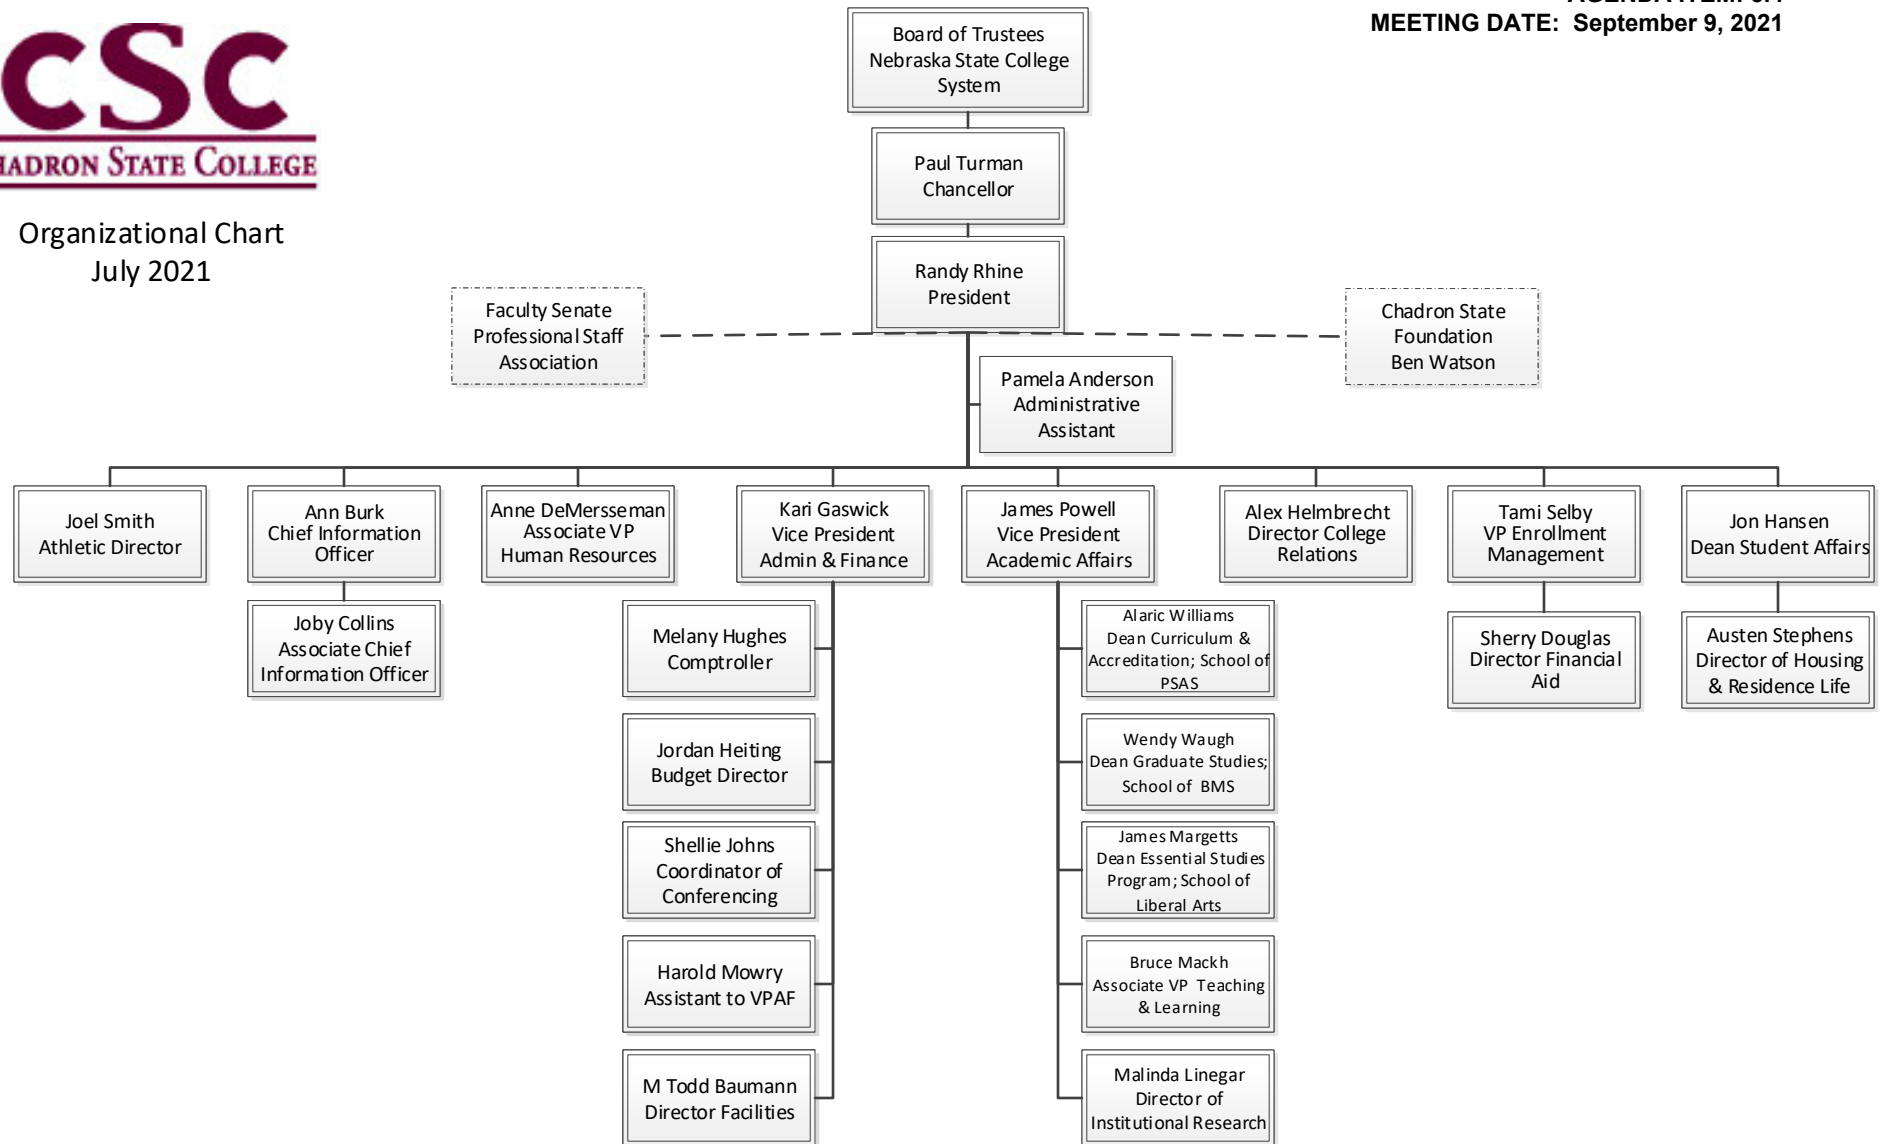 MEETING DATE: September 9, 2021
CSC
CHADRON STATE COLLEGE
Organizational Chart
July 2021
Board of Trustees
Nebraska State College
System
Paul Turman
Chancellor
Randy Rhine
President
Faculty Senate
Professional Staff
Association
Chadron State
Foundation
Ben Watson
Pamela Anderson
Administrative
Assistant
Joel Smith
Athletic Director
Ann Burk
Chief Information
Officer
Anne DeMersseman
Associate VP
Human Resources
Kari Gaswick
Vice President
Admin & Finance
James Powell
Vice President
Academic Affairs
Alex Helmbrecht
Director College
Relations
Tami Selby
VP Enrollment
Management
Jon Hansen
Dean Student Affairs
Joby Collins
Associate Chief
Information Officer
Melany Hughes
Comptroller
Jordan Heiting
Budget Director
Shellie Johns
Coordinator of
Conferencing
Harold Mowry
Assistant to VPAF
M Todd Baumann
Director Facilities
Alaric Williams
Dean Curriculum &
Accreditation; School of
PSAS
Wendy Waugh
Dean Graduate Studies;
School of BMS
James Margetts
Dean Essential Studies
Program; School of
Liberal Arts
Bruce Mackh
Associate VP Teaching
& Learning
Malinda Linegar
Director of
Institutional Research
Sherry Douglas
Director Financial
Aid
Austen Stephens
Director of Housing
& Residence Life